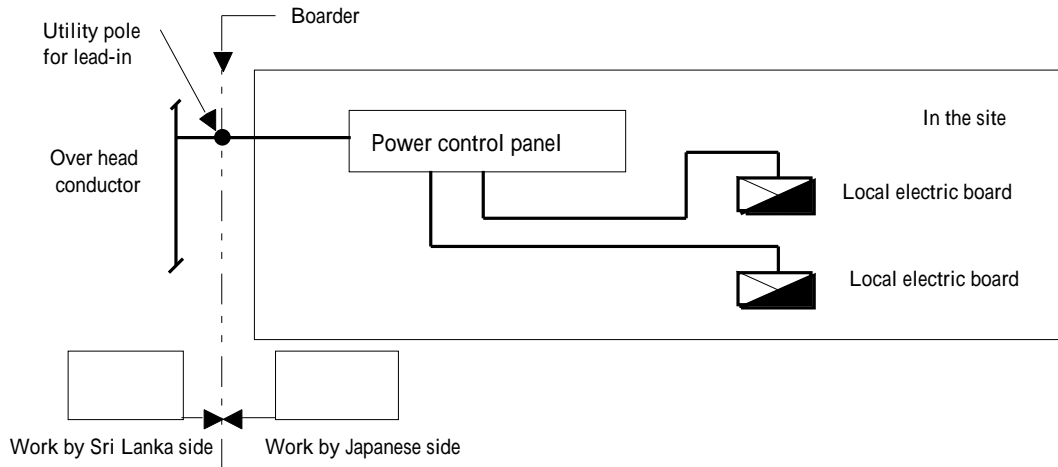 Boarder
Utility pole
for lead-in
In the site
Power control panel
Over head
conductor
Local electric board
Local electric board
Work by Sri Lanka side
Work by Japanese side